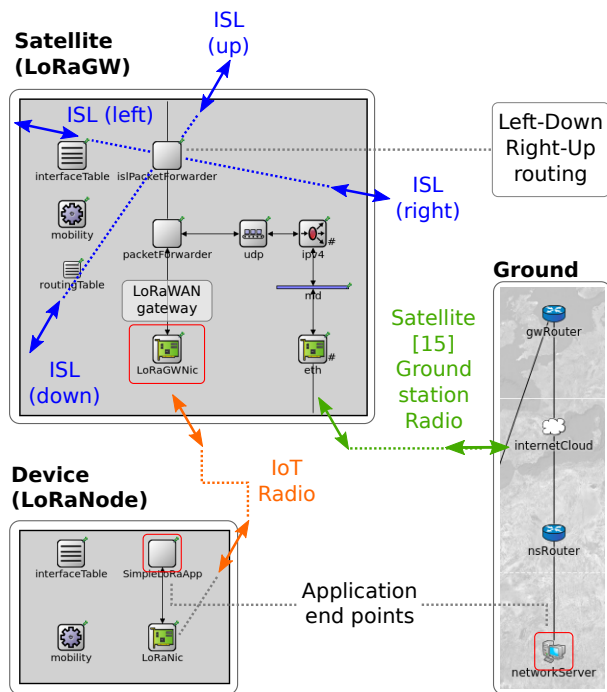 ISL
(up)
Satellite
(LoRaGW)
ISL (left)
interfaceTable
islPacketForwarder
Left-Down
Right-Up
routing
ISL
(right)
mobility
packetForwarder
udp
ipv4
#
routingTable
LoRaWAN
gateway
md
ISL
(down)
LoRaGWNic
eth
#
Satellite
[15]
Ground
station
Radio
Ground
gwRouter
internetCloud
nsRouter
networkServer
IoT
Radio
Device
(LoRaNode)
interfaceTable
SimpleLoRaApp
mobility
LoRaNic
Application
end points